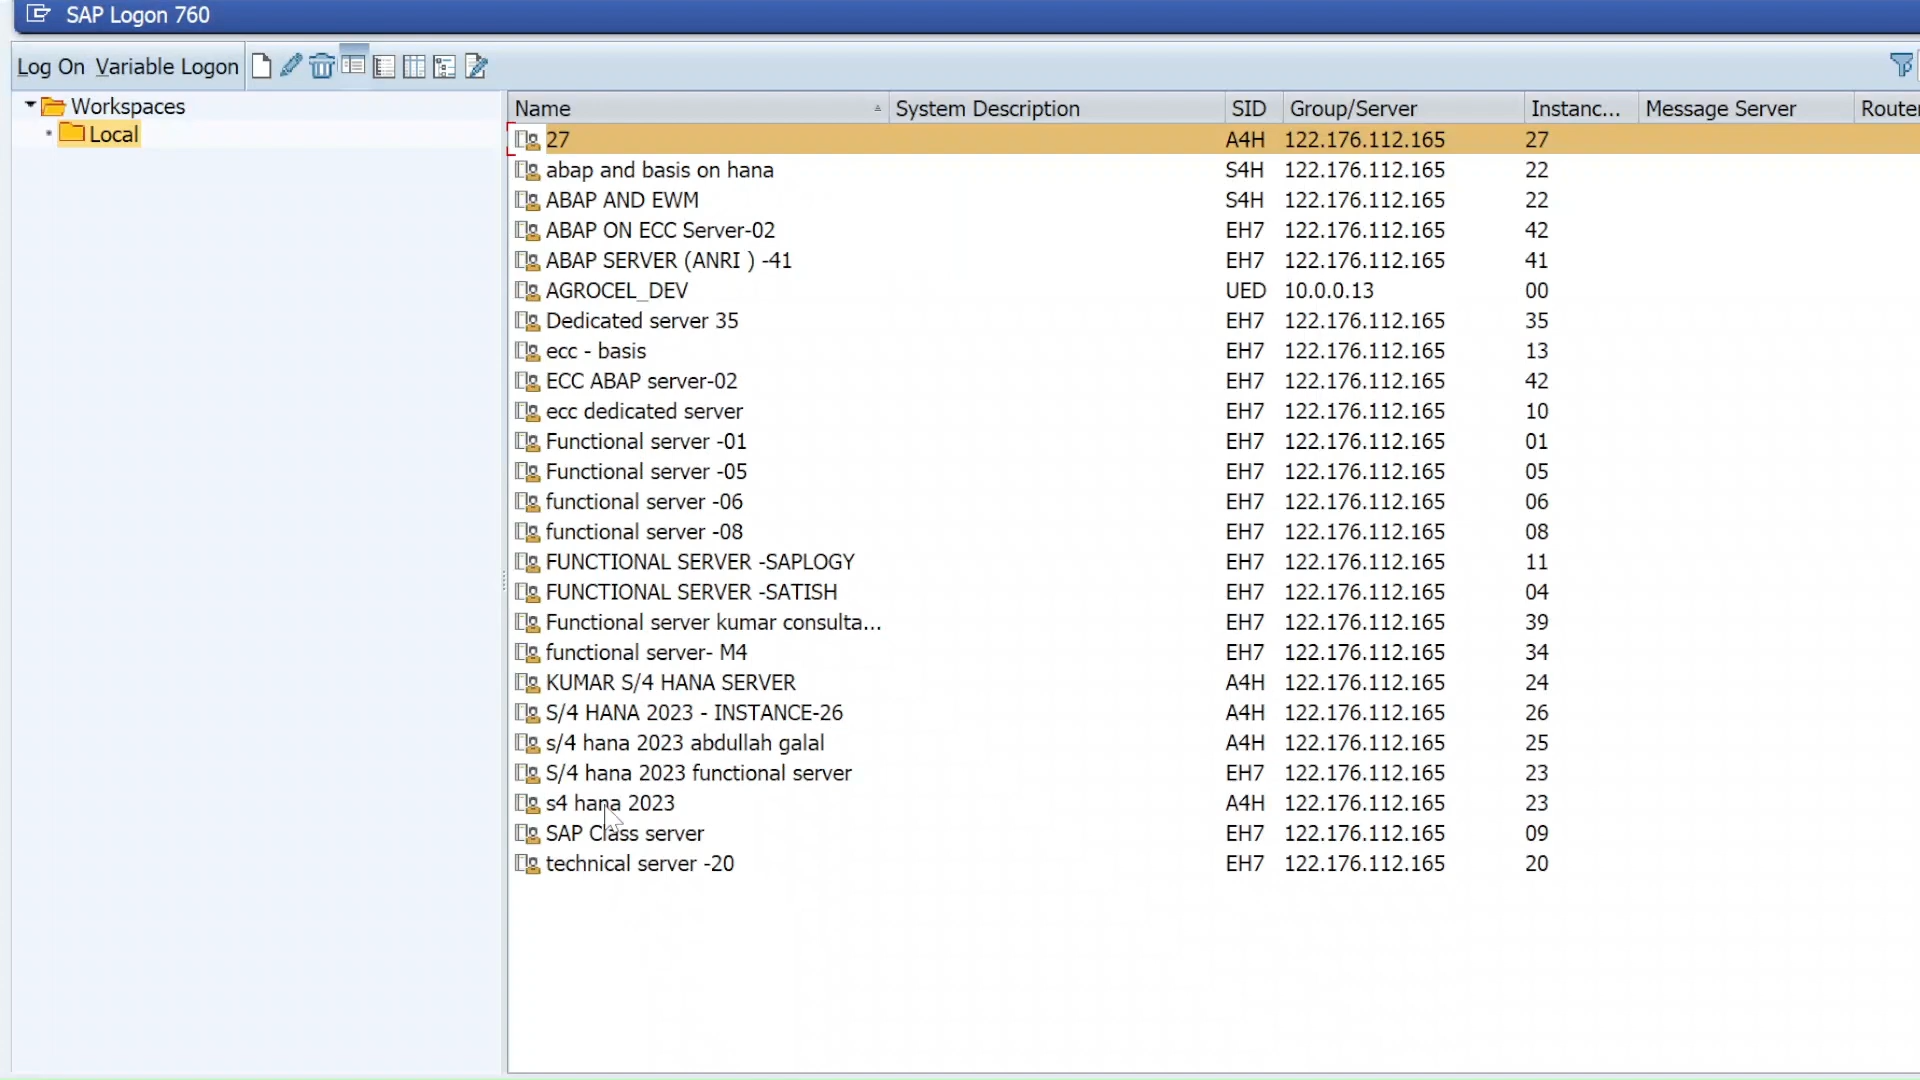 SAP Logon 760
Log On Variable Logon
Workspaces
Local
Name System Description SID Group/Server Instanc... Message Server Router
27 A4H 122.176.112.165 27
abap and basis on hana S4H 122.176.112.165 22
ABAP AND EWM S4H 122.176.112.165 22
ABAP ON ECC Server-02 EH7 122.176.112.165 42
ABAP SERVER (ANRI ) -41 EH7 122.176.112.165 41
AGROCEL_DEV UED 10.0.0.13 00
Dedicated server 35 EH7 122.176.112.165 35
ecc - basis EH7 122.176.112.165 13
ECC ABAP server-02 EH7 122.176.112.165 42
ecc dedicated server EH7 122.176.112.165 10
Functional server -01 EH7 122.176.112.165 01
Functional server -05 EH7 122.176.112.165 05
functional server -06 EH7 122.176.112.165 06
functional server -08 EH7 122.176.112.165 08
FUNCTIONAL SERVER -SAPLOGY EH7 122.176.112.165 11
FUNCTIONAL SERVER -SATISH EH7 122.176.112.165 04
Functional server kumar consulta... EH7 122.176.112.165 39
functional server- M4 EH7 122.176.112.165 34
KUMAR S/4 HANA SERVER A4H 122.176.112.165 24
S/4 HANA 2023 - INSTANCE-26 A4H 122.176.112.165 26
s/4 hana 2023 abdullah galal A4H 122.176.112.165 25
S/4 hana 2023 functional server EH7 122.176.112.165 23
s4 hana 2023 A4H 122.176.112.165 23
SAP Class server EH7 122.176.112.165 09
technical server -20 EH7 122.176.112.165 20